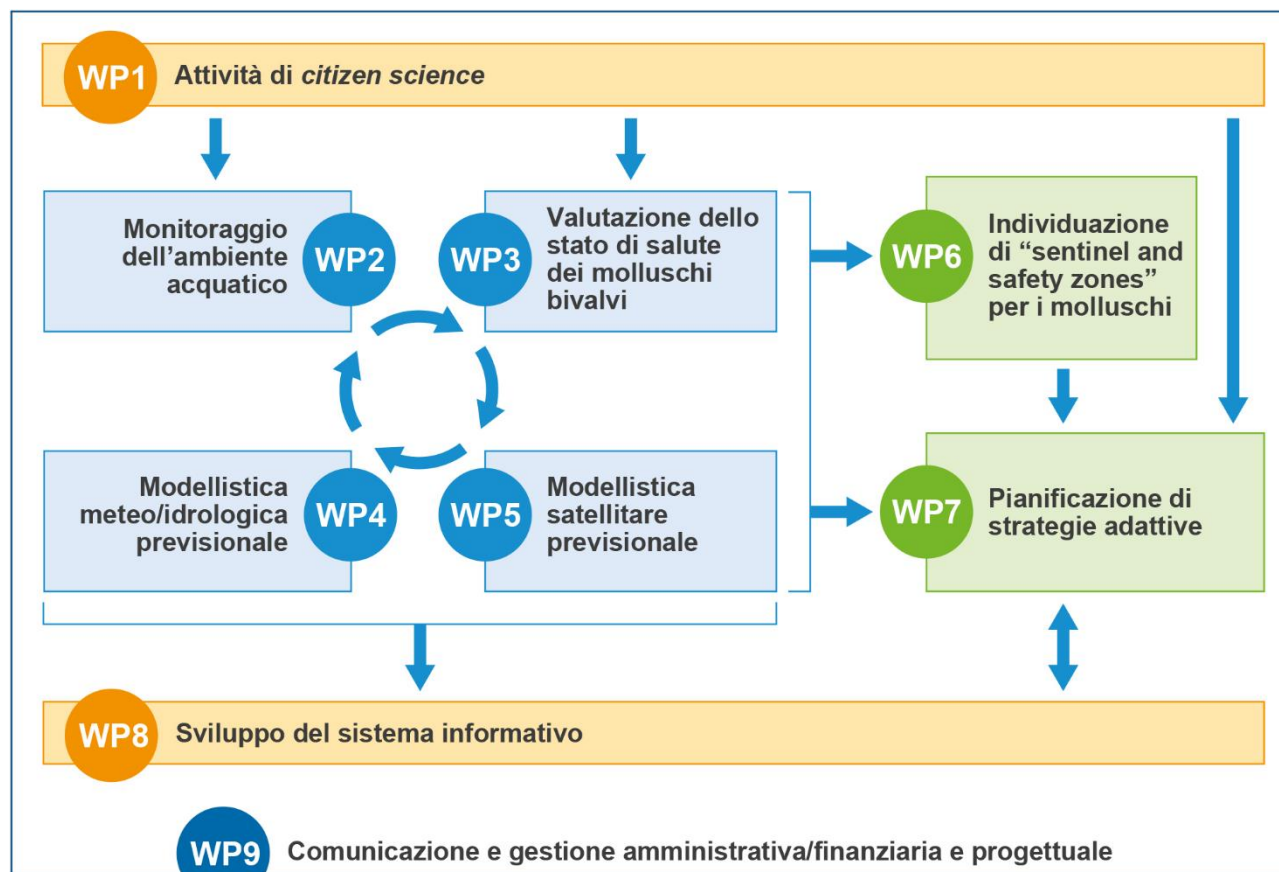 WP1 Attività di citizen science
Monitoraggio
dell'ambiente
acquatico
WP2
WP3
Valutazione dello
stato di salute
dei molluschi
bivalvi
WP6
Individuazione
di “sentinel and
safety zones”
per i molluschi
Modellistica
meteo/idrologica
previsionale
WP4
WP5
Modellistica
satellitare
previsionale
WP7
Pianificazione di
strategie adattive
WP8 Sviluppo del sistema informativo
WP9 Comunicazione e gestione amministrativa/finanziaria e progettuale